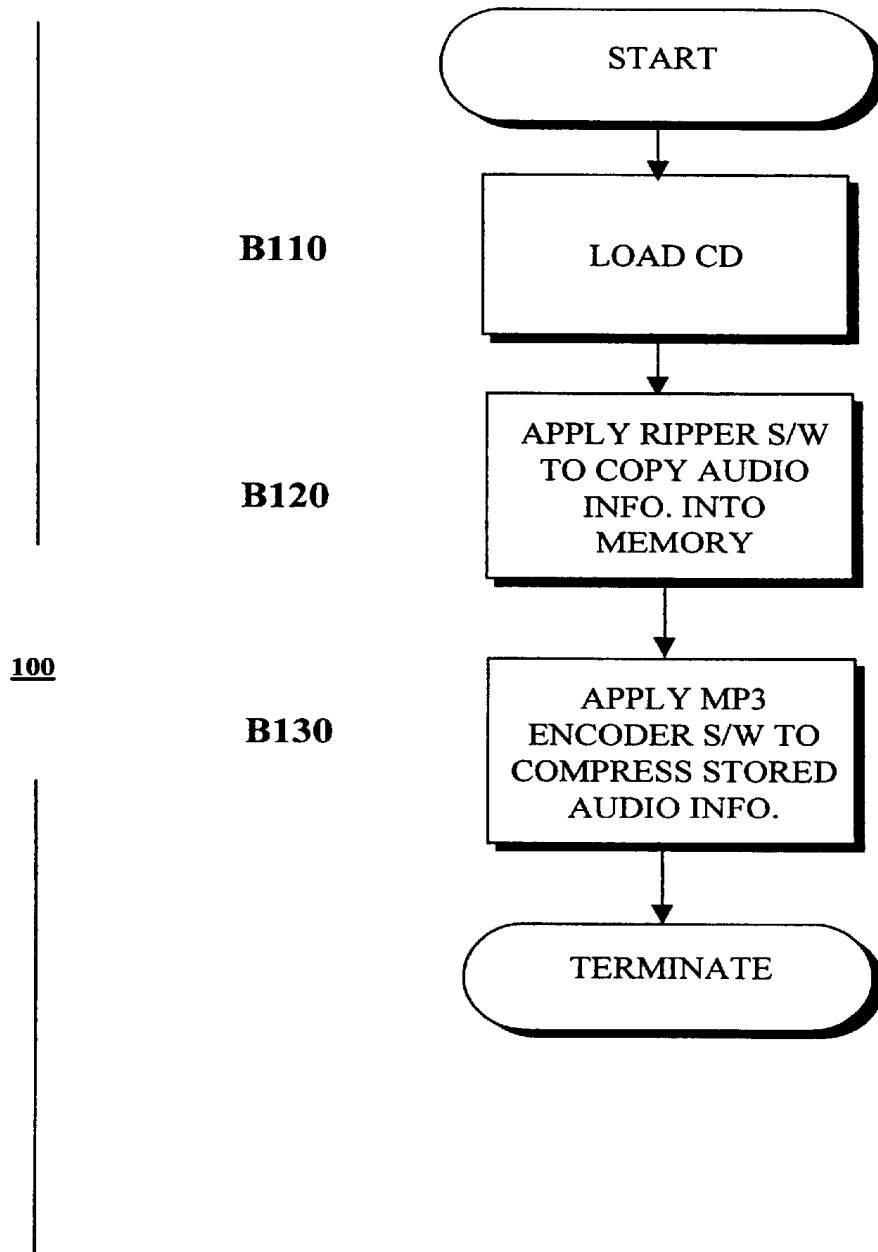 START
B110
LOAD CD
B120
APPLY RIPPER S/W
TO COPY AUDIO
INFO. INTO
MEMORY
100
B130
APPLY MP3
ENCODER S/W TO
COMPRESS STORED
AUDIO INFO.
TERMINATE